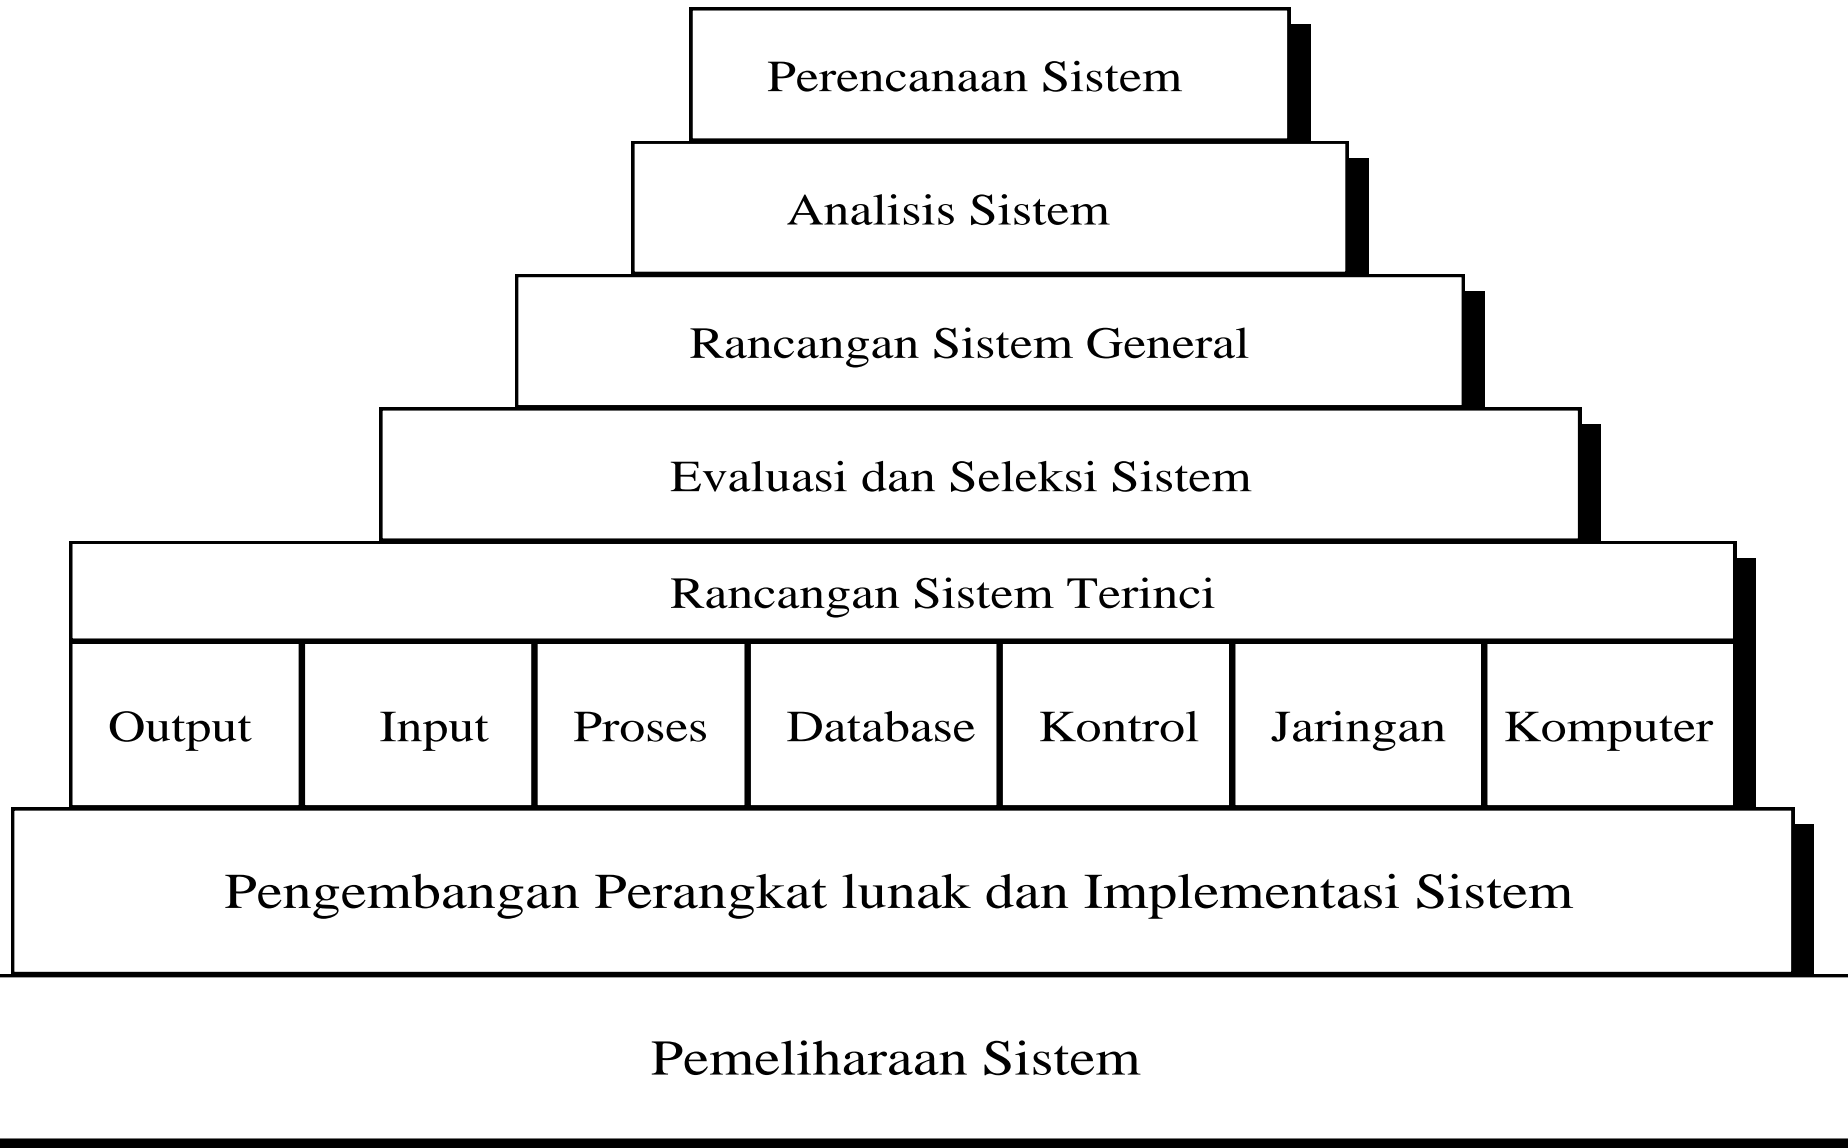 Perencanaan Sistem
Analisis Sistem
Rancangan Sistem General
Evaluasi dan Seleksi Sistem
Rancangan Sistem Terinci
Output Input Proses Database Kontrol Jaringan Komputer
Pengembangan Perangkat lunak dan Implementasi Sistem
Pemeliharaan Sistem